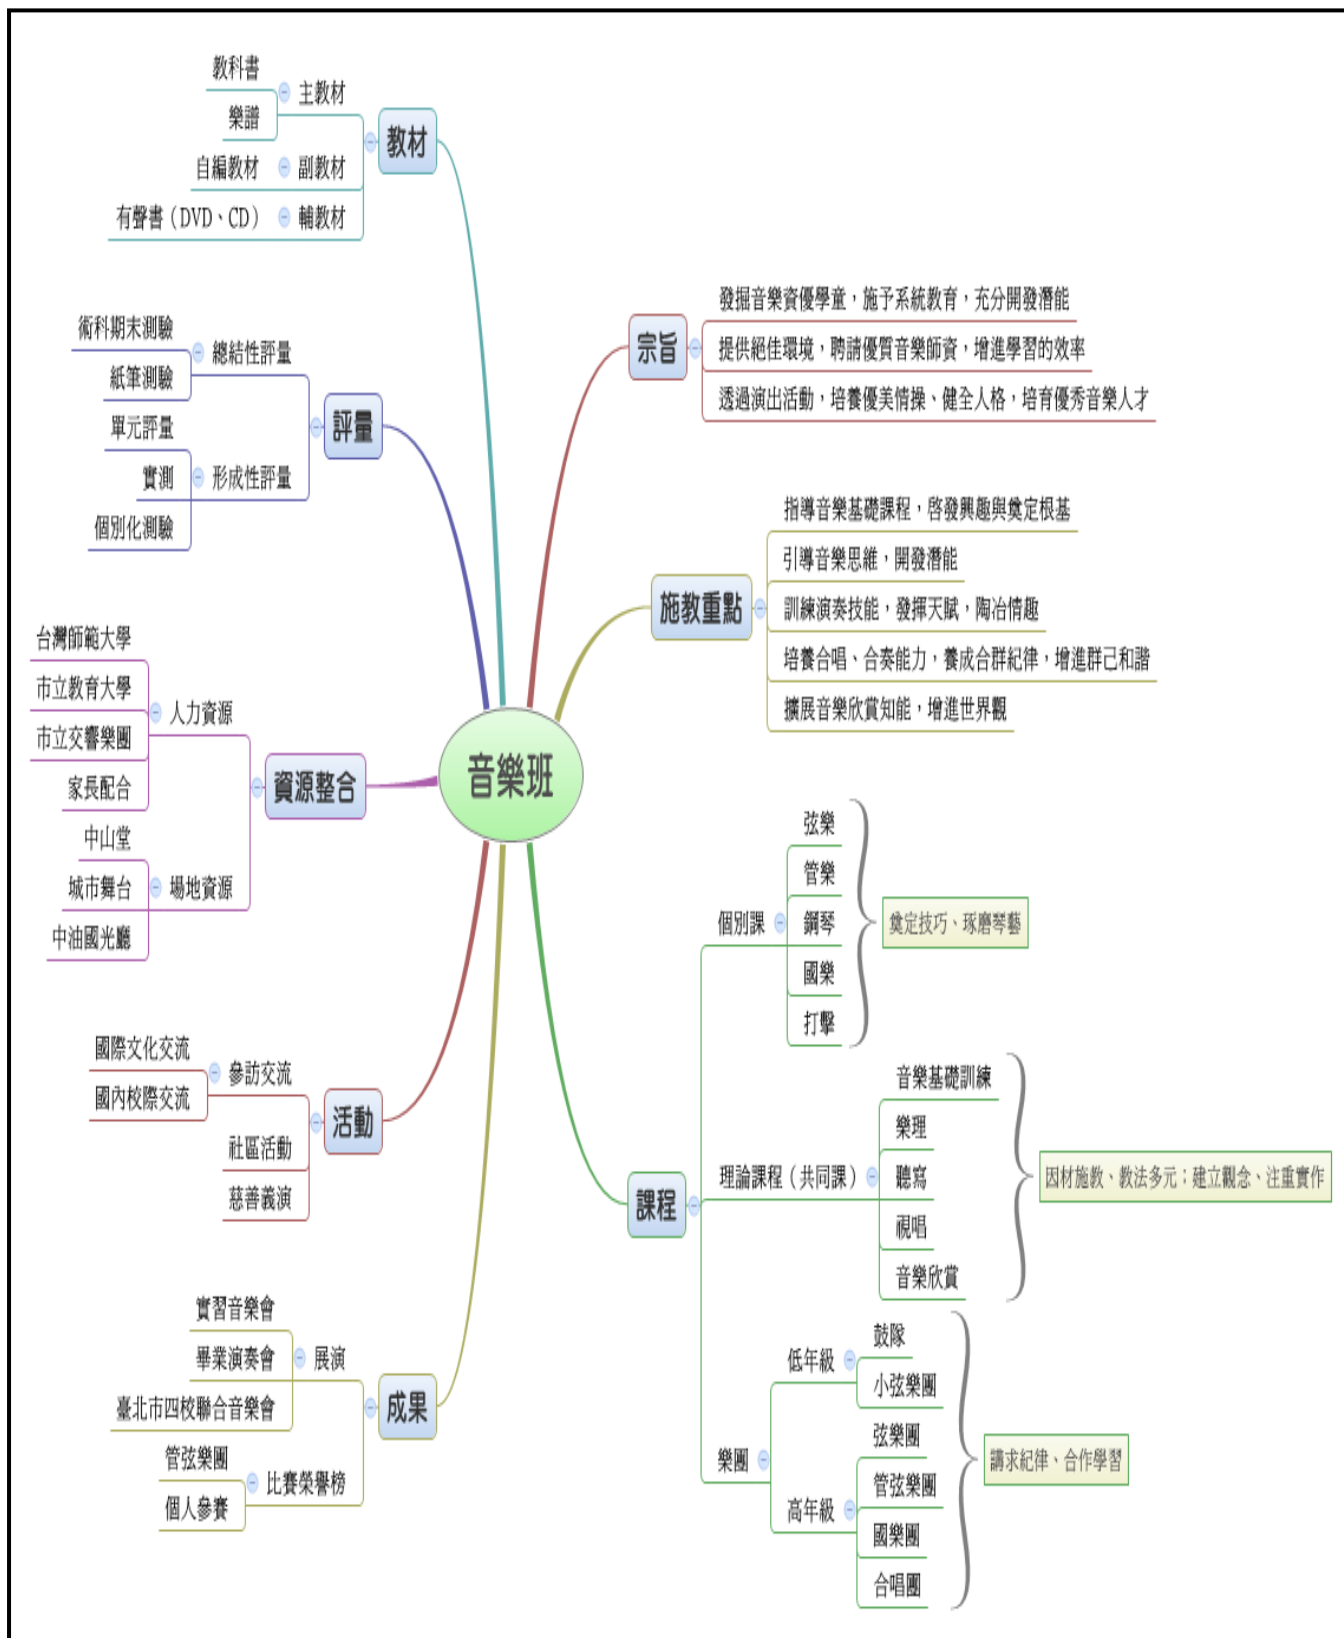 音樂班
教材
主教材
教科書
樂譜
副教材
自編教材
輔教材
有聲書（DVD、CD）
評量
總結性評量
術科期末測驗
紙筆測驗
形成性評量
單元評量
實測
個別化測驗
資源整合
人力資源
台灣師範大學
市立教育大學
市立交響樂團
家長配合
場地資源
中山堂
城市舞台
中油國光廳
活動
參訪交流
國際文化交流
國內校際交流
社區活動
慈善義演
成果
展演
實習音樂會
畢業演奏會
臺北市四校聯合音樂會
比賽榮譽榜
管弦樂團
個人參賽
宗旨
發掘音樂資優學童，施予系統教育，充分開發潛能
提供絕佳環境，聘請優質音樂師資，增進學習的效率
透過演出活動，培養優美情操、健全人格，培育優秀音樂人才
施教重點
指導音樂基礎課程，啓發興趣與奠定根基
引導音樂思維，開發潛能
訓練演奏技能，發揮天賦，陶冶情趣
培養合唱、合奏能力，養成合群紀律，增進群己和諧
擴展音樂欣賞知能，增進世界觀
課程
個別課
弦樂
管樂
鋼琴
國樂
打擊
奠定技巧、琢磨琴藝
理論課程（共同課）
音樂基礎訓練
樂理
聽寫
視唱
音樂欣賞
因材施教、教法多元；建立觀念、注重實作
樂團
低年級
鼓隊
小弦樂團
高年級
弦樂團
管弦樂團
國樂團
合唱團
講求紀律、合作學習